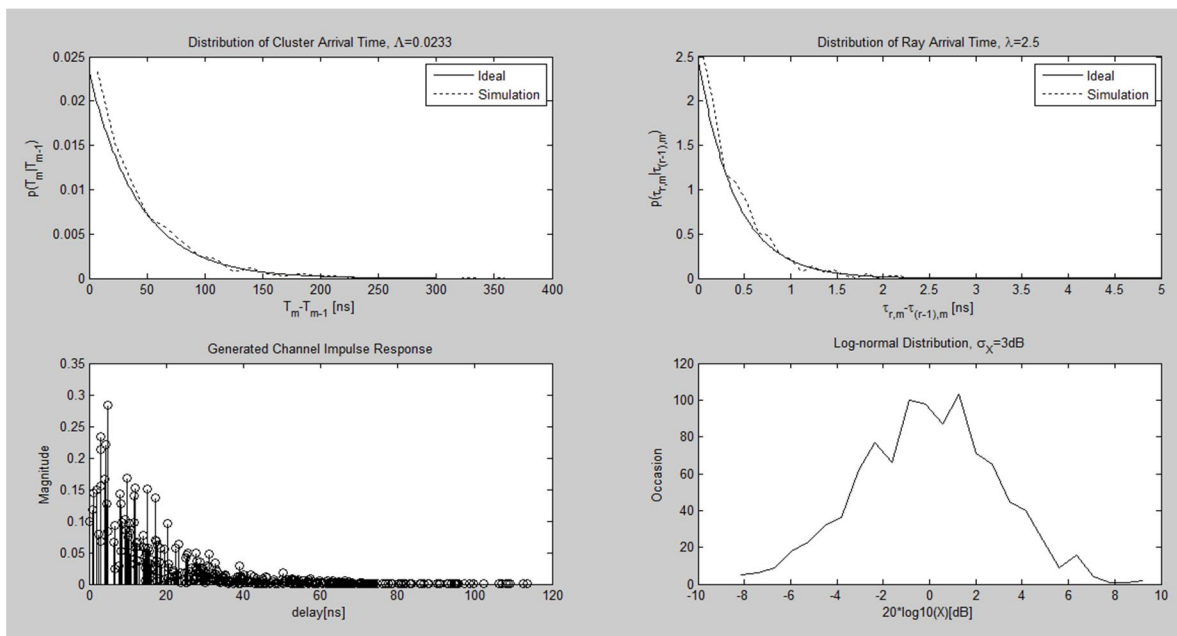 Distribution of Cluster Arrival Time, Λ=0.0233
0.025
0.02
0.015
0.01
0.005
0
p(T_m|T_{m-1})
Ideal
Simulation
0 50 100 150 200 250 300 350 400
T_m-T_{m-1} [ns]
Distribution of Ray Arrival Time, λ=2.5
2.5
2
1.5
1
0.5
0
p(τ_{r,m}|τ_{(r-1),m})
Ideal
Simulation
0 0.5 1 1.5 2 2.5 3 3.5 4 4.5 5
τ_{r,m}-τ_{(r-1),m} [ns]
Generated Channel Impulse Response
0.35
0.3
0.25
0.2
0.15
0.1
0.05
0
Magnitude
0 20 40 60 80 100 120
delay[ns]
Log-normal Distribution, σ_X=3dB
120
100
80
60
40
20
0
Occasion
-10 -8 -6 -4 -2 0 2 4 6 8 10
20*log10(X)[dB]